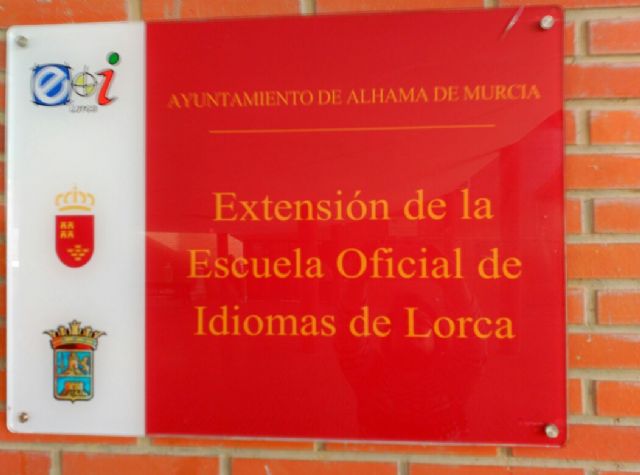 eoi
Lorca
AYUNTAMIENTO DE ALHAMA DE MURCIA
Extensión de la
Escuela Oficial de
Idiomas de Lorca